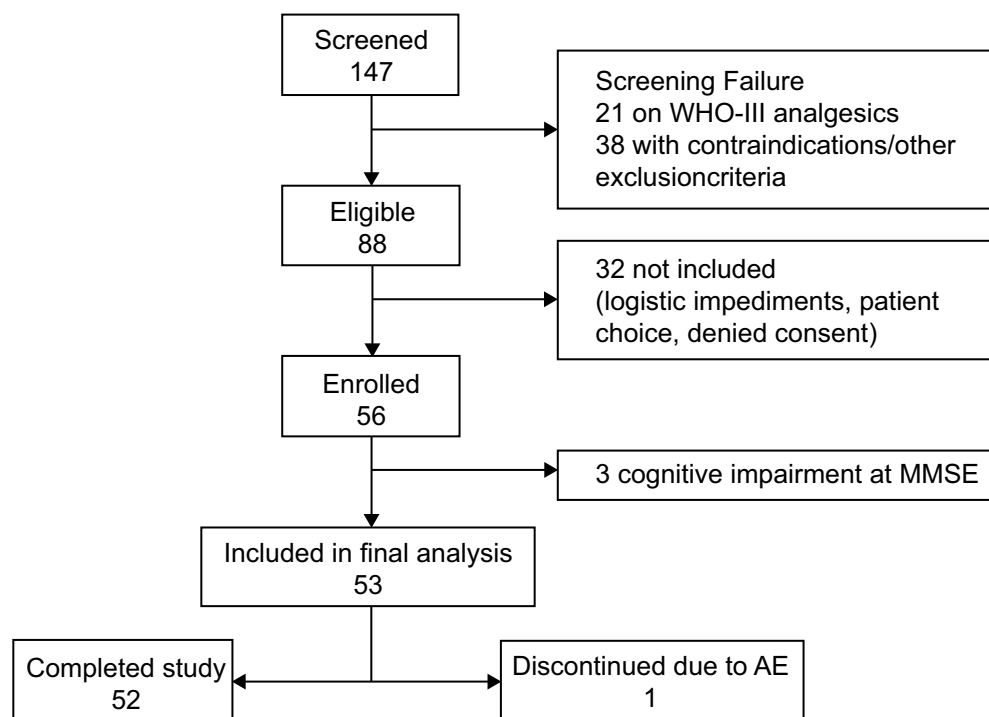 Screened
147
Screening Failure
21 on WHO-III analgesics
38 with contraindications/other
exclusioncriteria
Eligible
88
32 not included
(logistic impediments, patient
choice, denied consent)
Enrolled
56
3 cognitive impairment at MMSE
Included in final analysis
53
Completed study
52
Discontinued due to AE
1